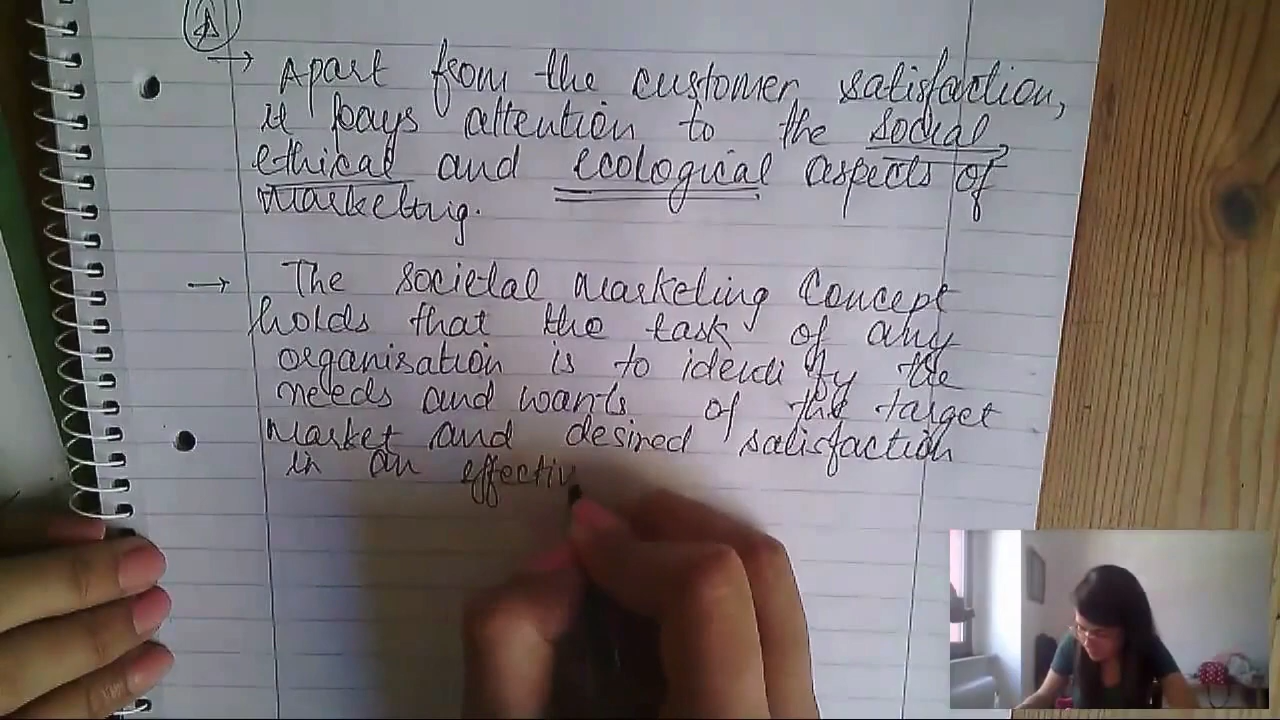 A
→ Apart from the customer satisfaction,
it pays attention to the social,
ethical and ecological aspects of
marketing.
→ The societal marketing Concept
holds that the task of any
organisation is to identify the
needs and wants of the target
market and desired satisfaction
in an effectiv